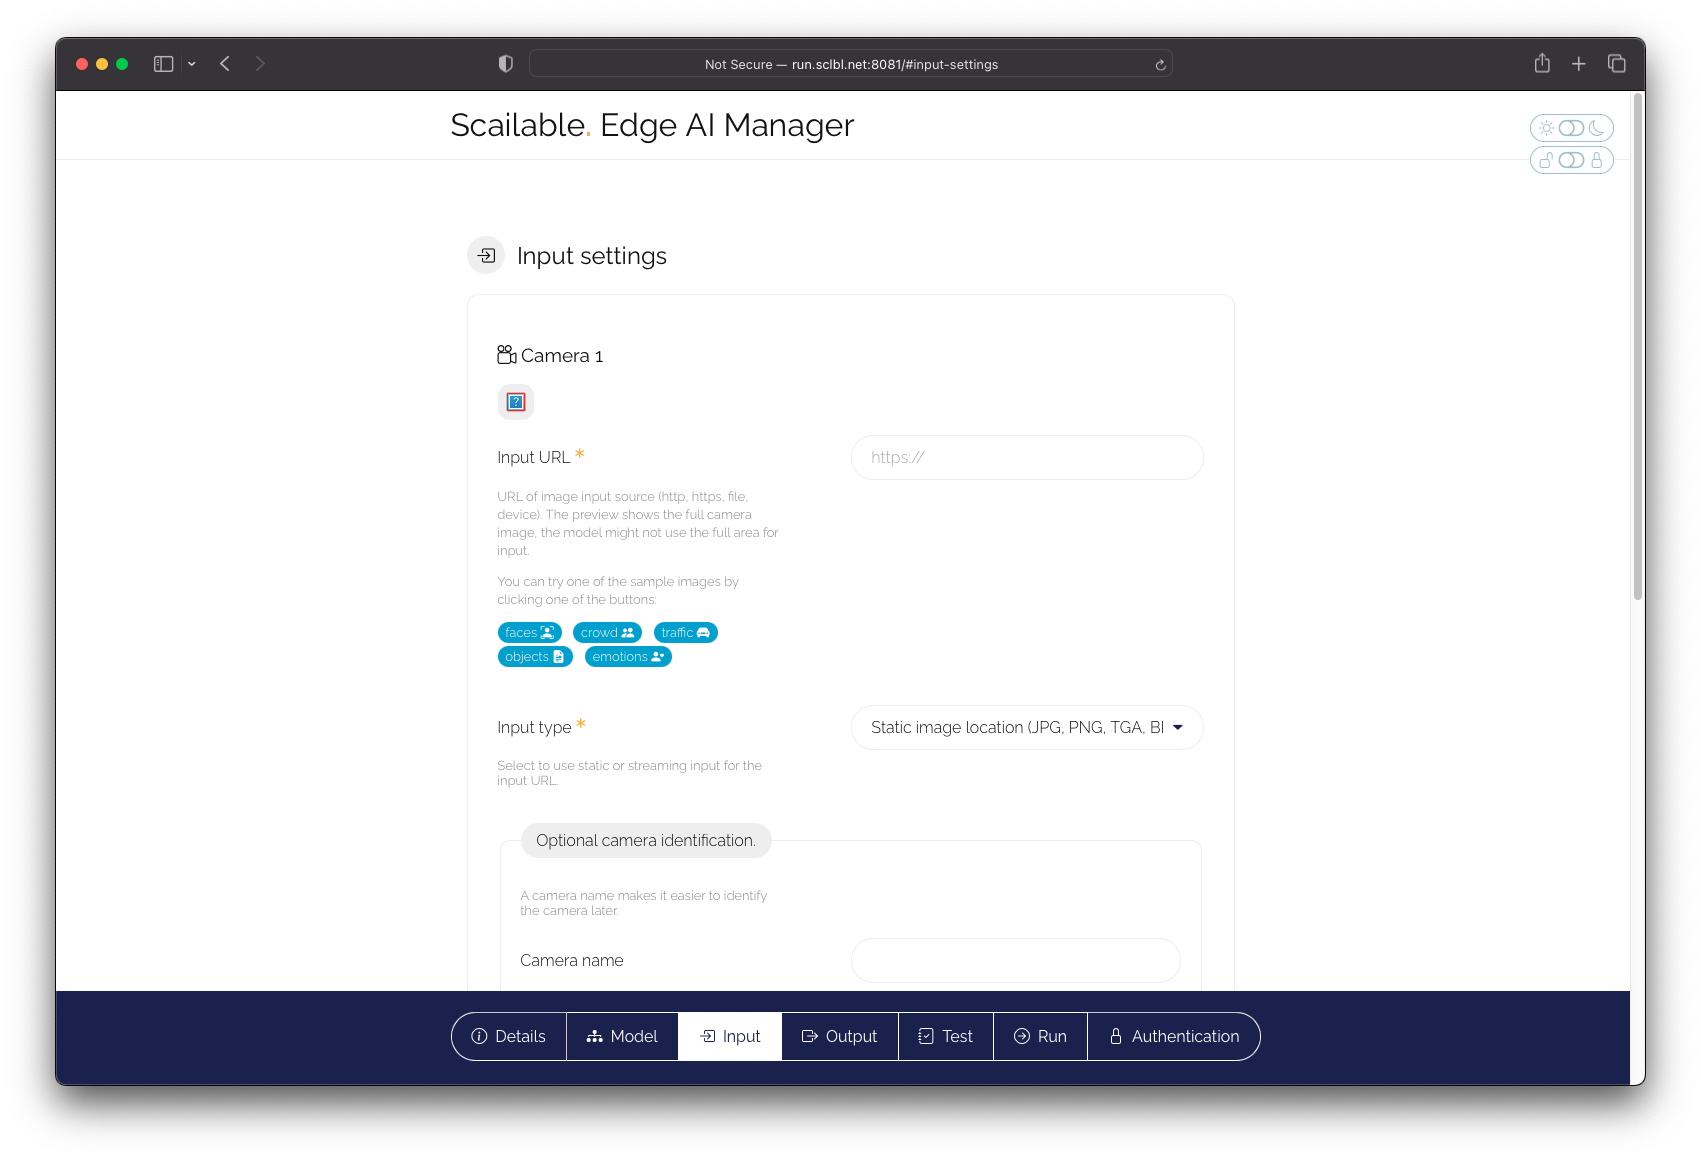 Not Secure — run.sclbl.net:8081/#input-settings
Scailable. Edge AI Manager
Input settings
Camera 1
?
Input URL *
https://
URL of image input source (http, https, file,
device). The preview shows the full camera
image, the model might not use the full area for
input.
You can try one of the sample images by
clicking one of the buttons:
faces crowd traffic
objects emotions
Input type *
Static image location (JPG, PNG, TGA, BI
Select to use static or streaming input for the
input URL.
Optional camera identification.
A camera name makes it easier to identify
the camera later.
Camera name
Details Model Input Output Test Run Authentication